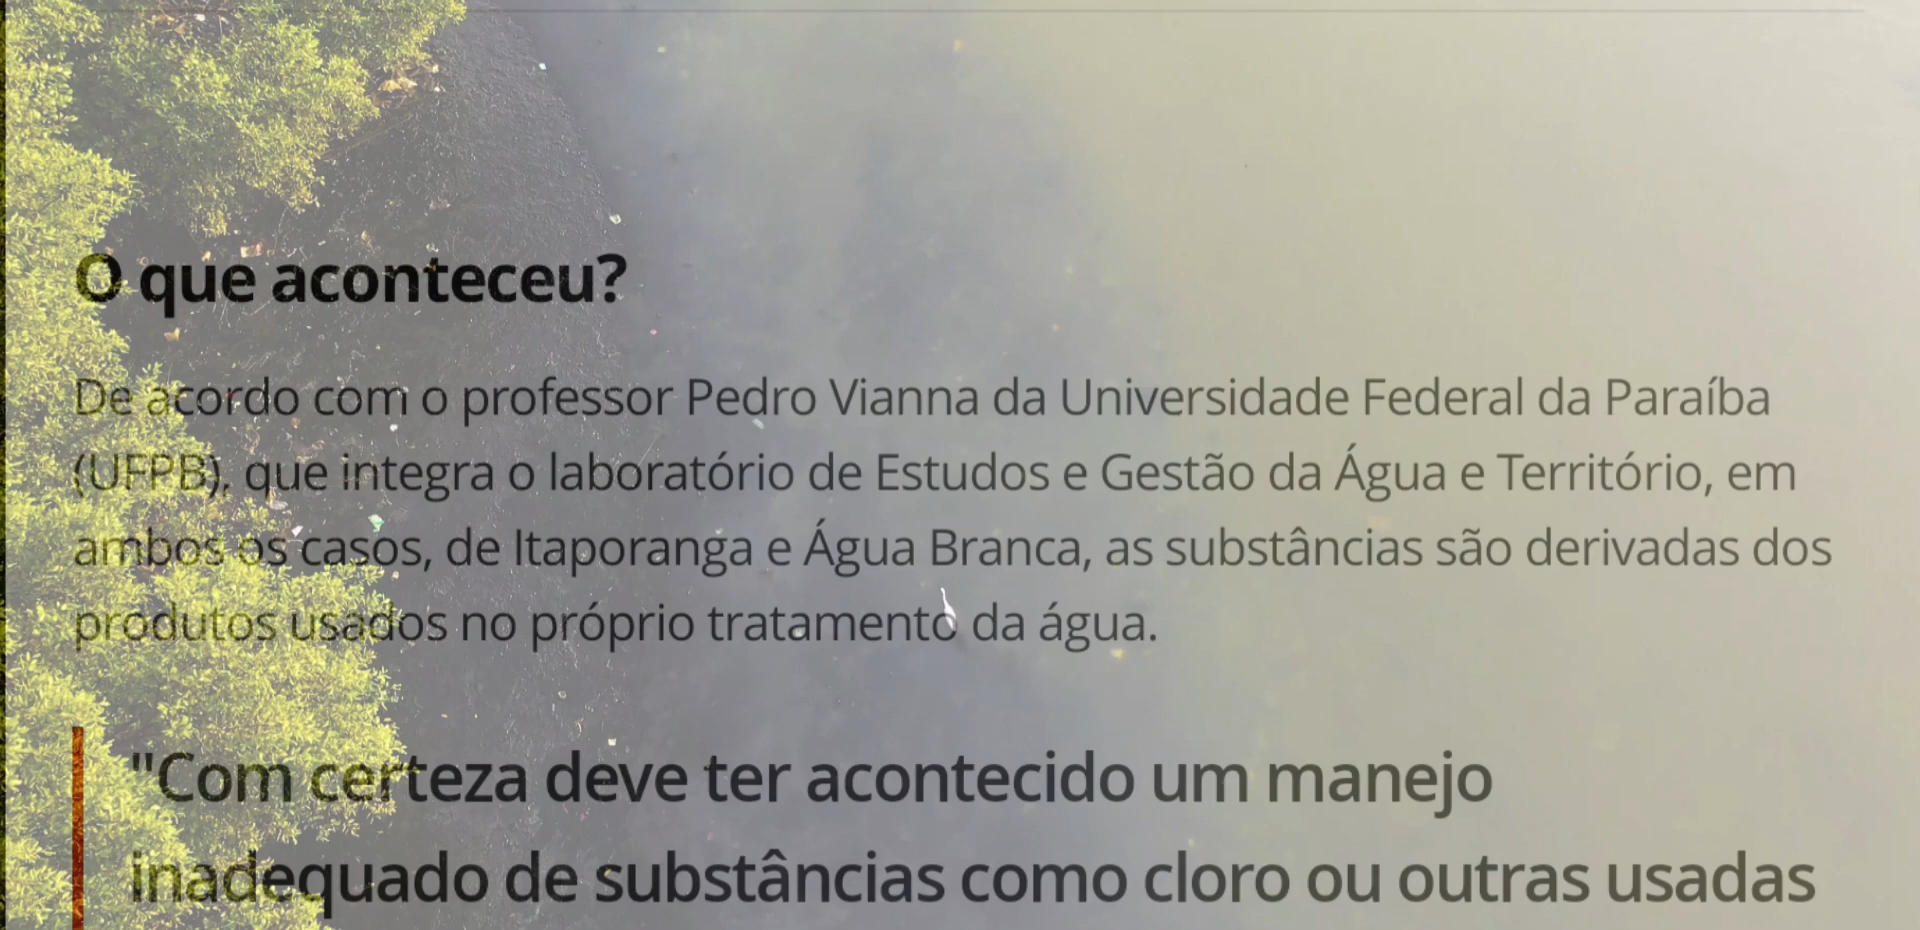 O que aconteceu?
De acordo com o professor Pedro Vianna da Universidade Federal da Paraíba
(UFPB), que integra o laboratório de Estudos e Gestão da Água e Território, em
ambos os casos, de Itaporanga e Água Branca, as substâncias são derivadas dos
produtos usados no próprio tratamento da água.
"Com certeza deve ter acontecido um manejo
inadequado de substâncias como cloro ou outras usadas